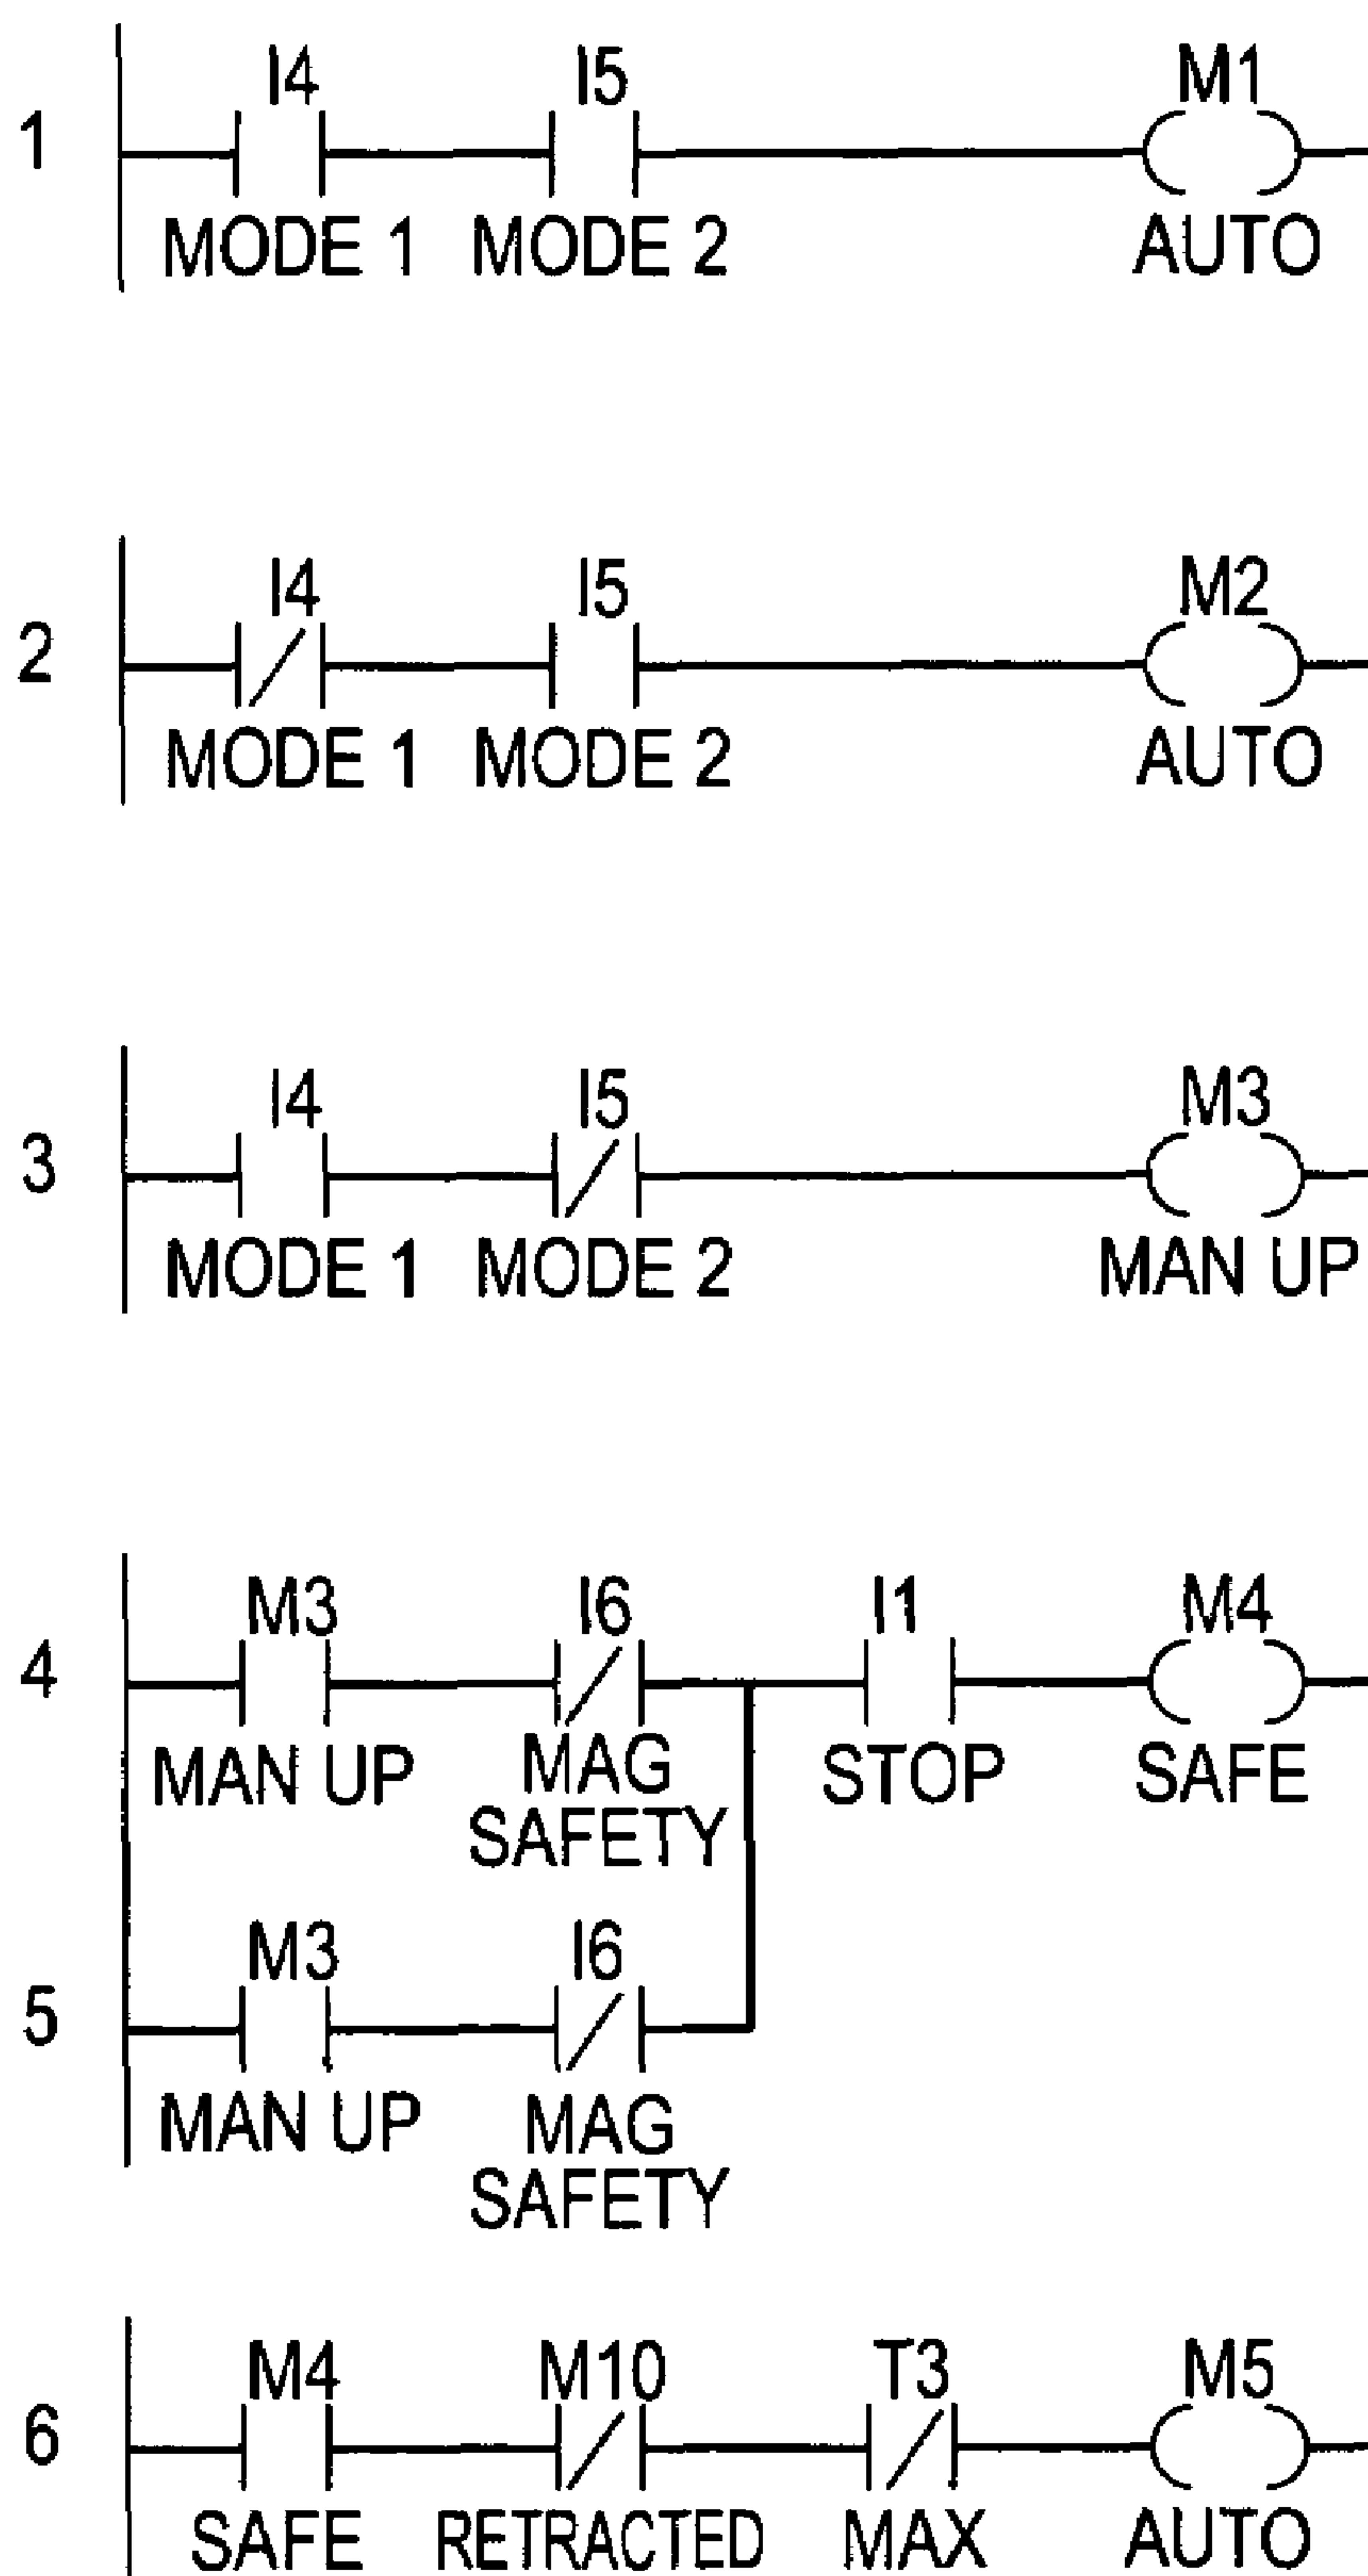 I4 I5 M1
1
MODE 1 MODE 2 AUTO
I4 I5 M2
2
MODE 1 MODE 2 AUTO
I4 I5 M3
3
MODE 1 MODE 2 MAN UP
M3 I6 I1 M4
4
MAN UP MAG SAFETY STOP SAFE
M3 I6
5
MAN UP MAG SAFETY
M4 M10 T3 M5
6
SAFE RETRACTED MAX AUTO